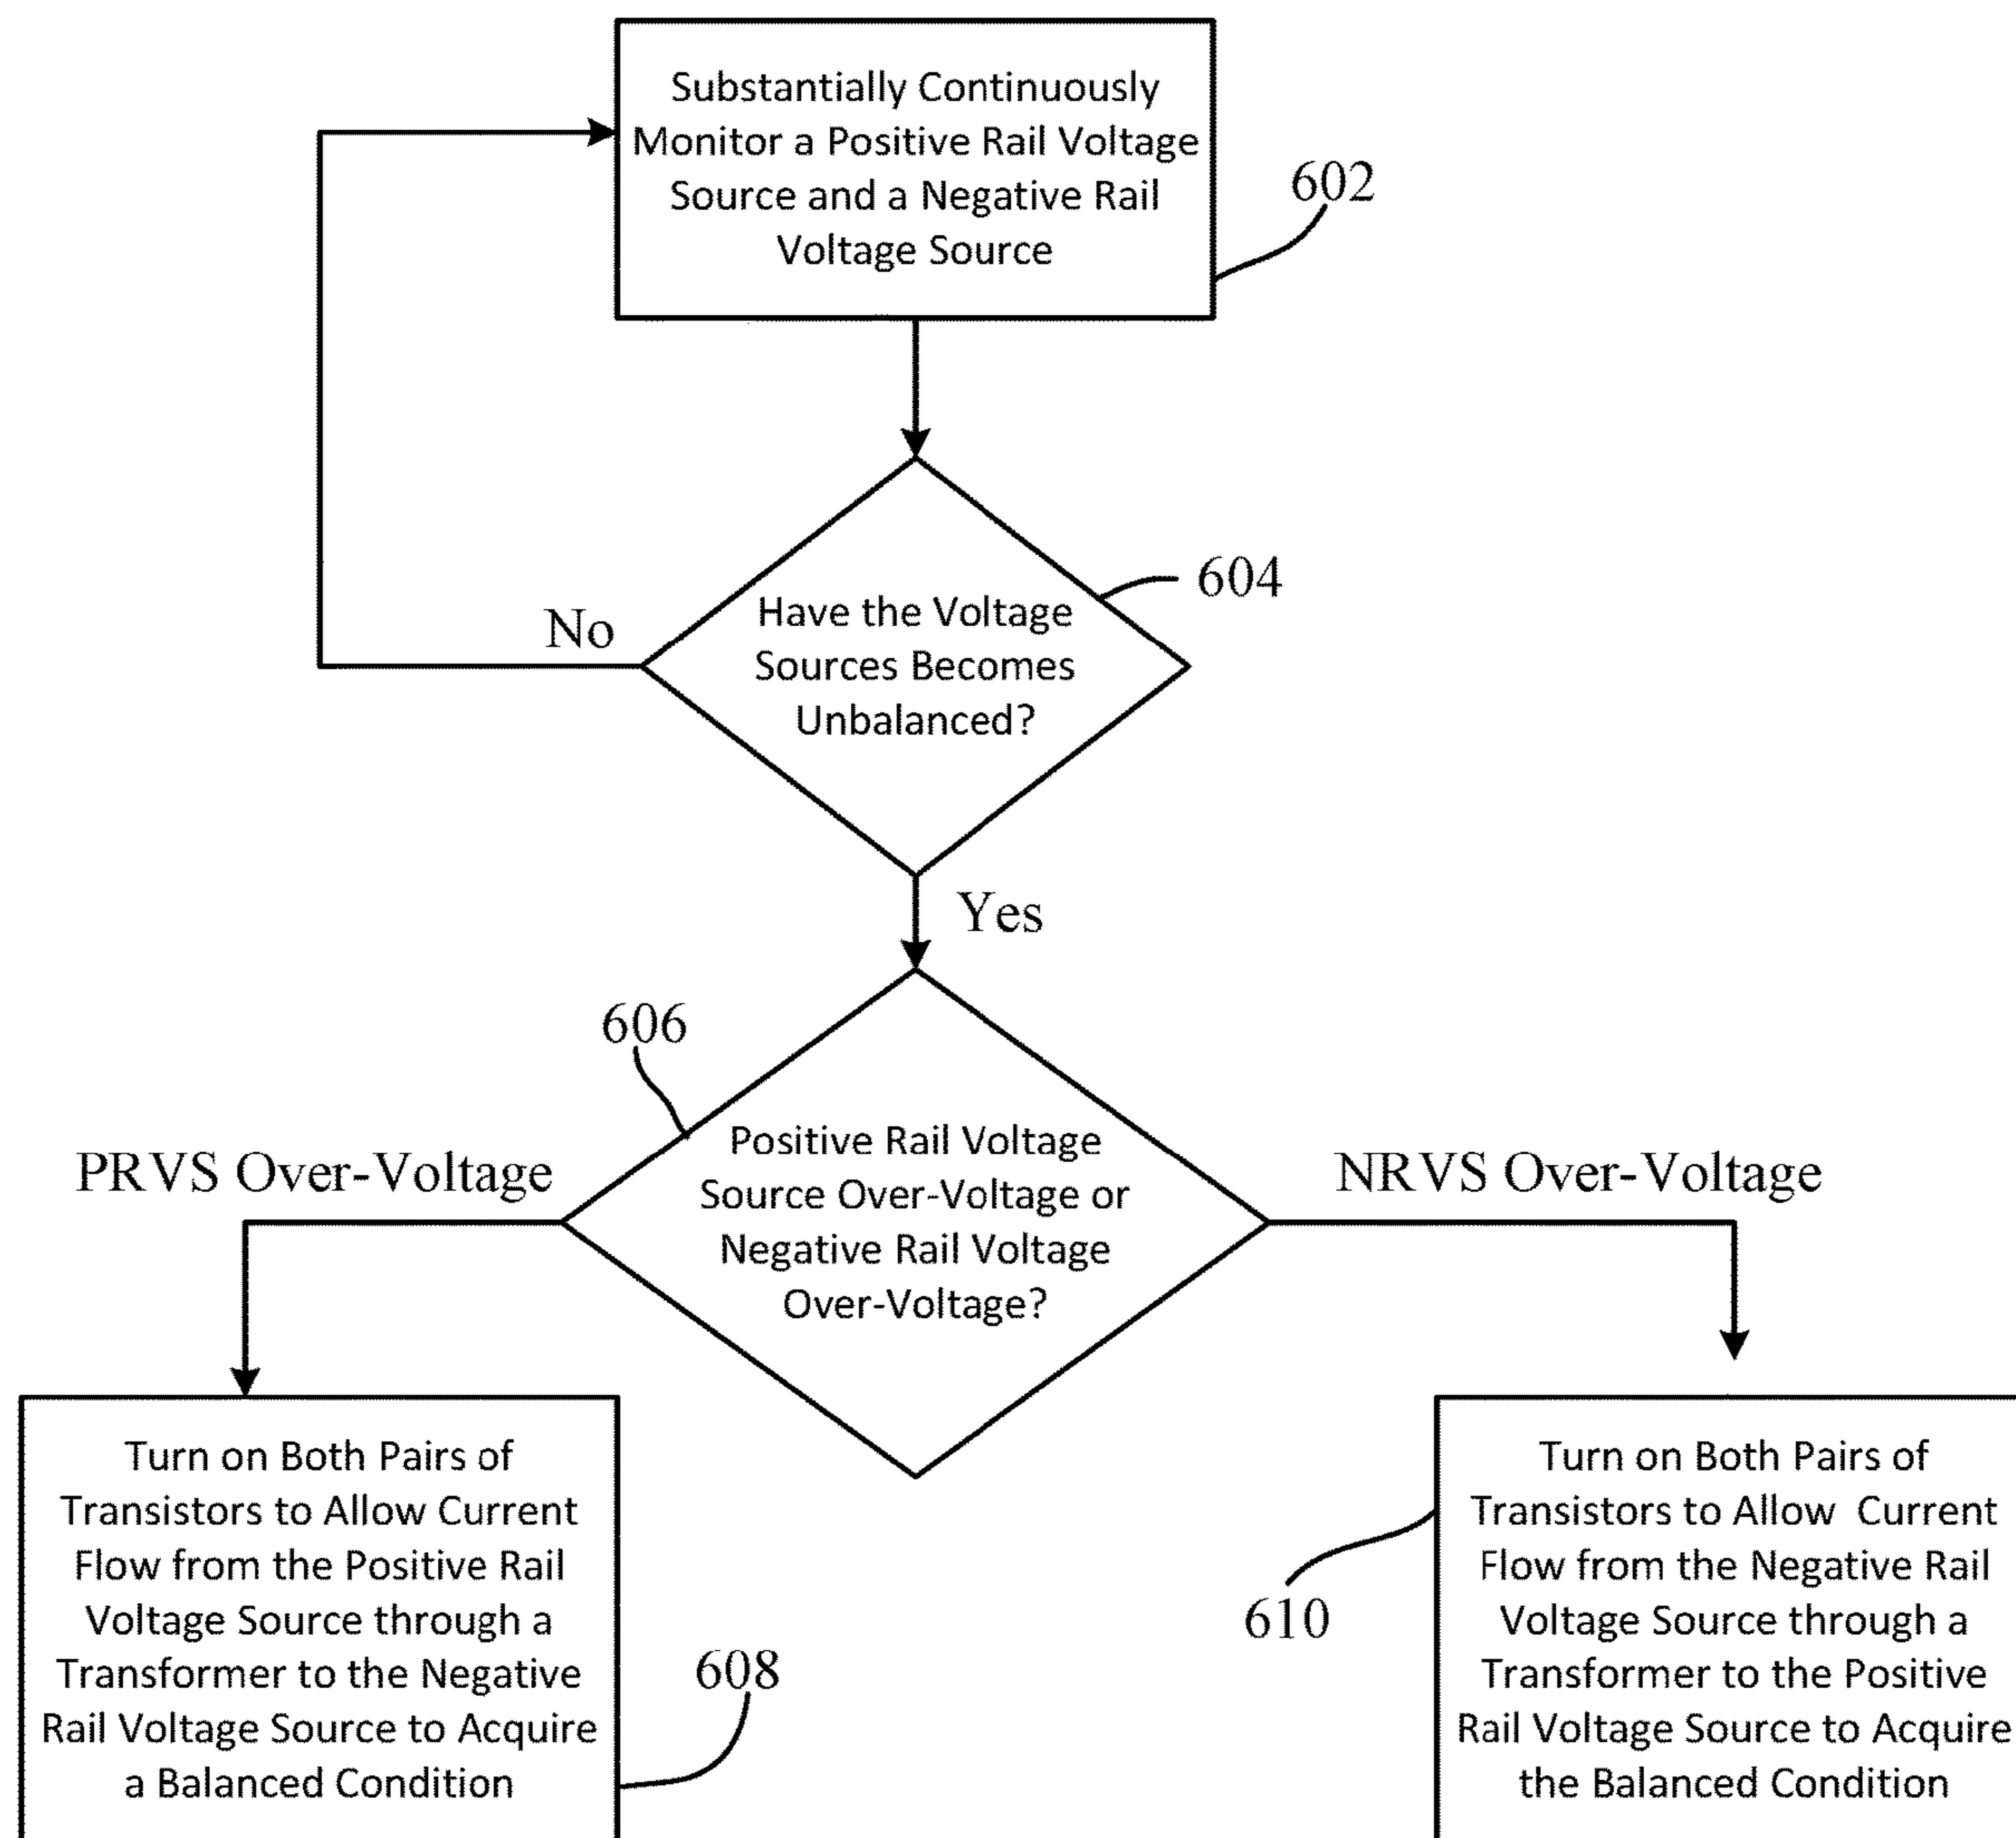 Substantially Continuously
Monitor a Positive Rail Voltage
Source and a Negative Rail
Voltage Source
602
604
Have the Voltage
Sources Becomes
Unbalanced?
No
Yes
606
Positive Rail Voltage
Source Over-Voltage or
Negative Rail Voltage
Over-Voltage?
PRVS Over-Voltage
NRVS Over-Voltage
Turn on Both Pairs of
Transistors to Allow Current
Flow from the Positive Rail
Voltage Source through a
Transformer to the Negative
Rail Voltage Source to Acquire
a Balanced Condition
608
610
Turn on Both Pairs of
Transistors to Allow Current
Flow from the Negative Rail
Voltage Source through a
Transformer to the Positive
Rail Voltage Source to Acquire
the Balanced Condition